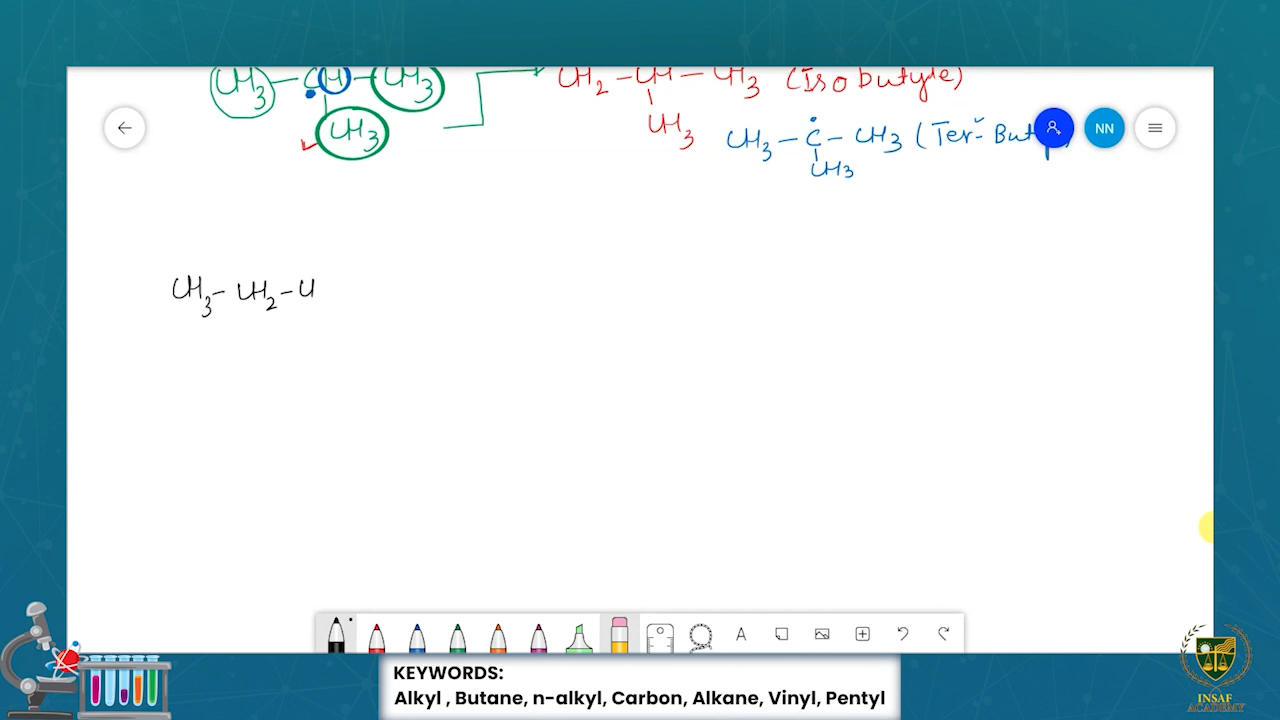 CH3 – CH – CH3
CH3
CH2 – CH – CH3 (Isobutyle)
CH3
CH3 – C – CH3 (Ter-
CH3
NN
CH3 – CH2 – C
A
KEYWORDS:
Alkyl , Butane, n-alkyl, Carbon, Alkane, Vinyl, Pentyl
INSAF
ACADEMY